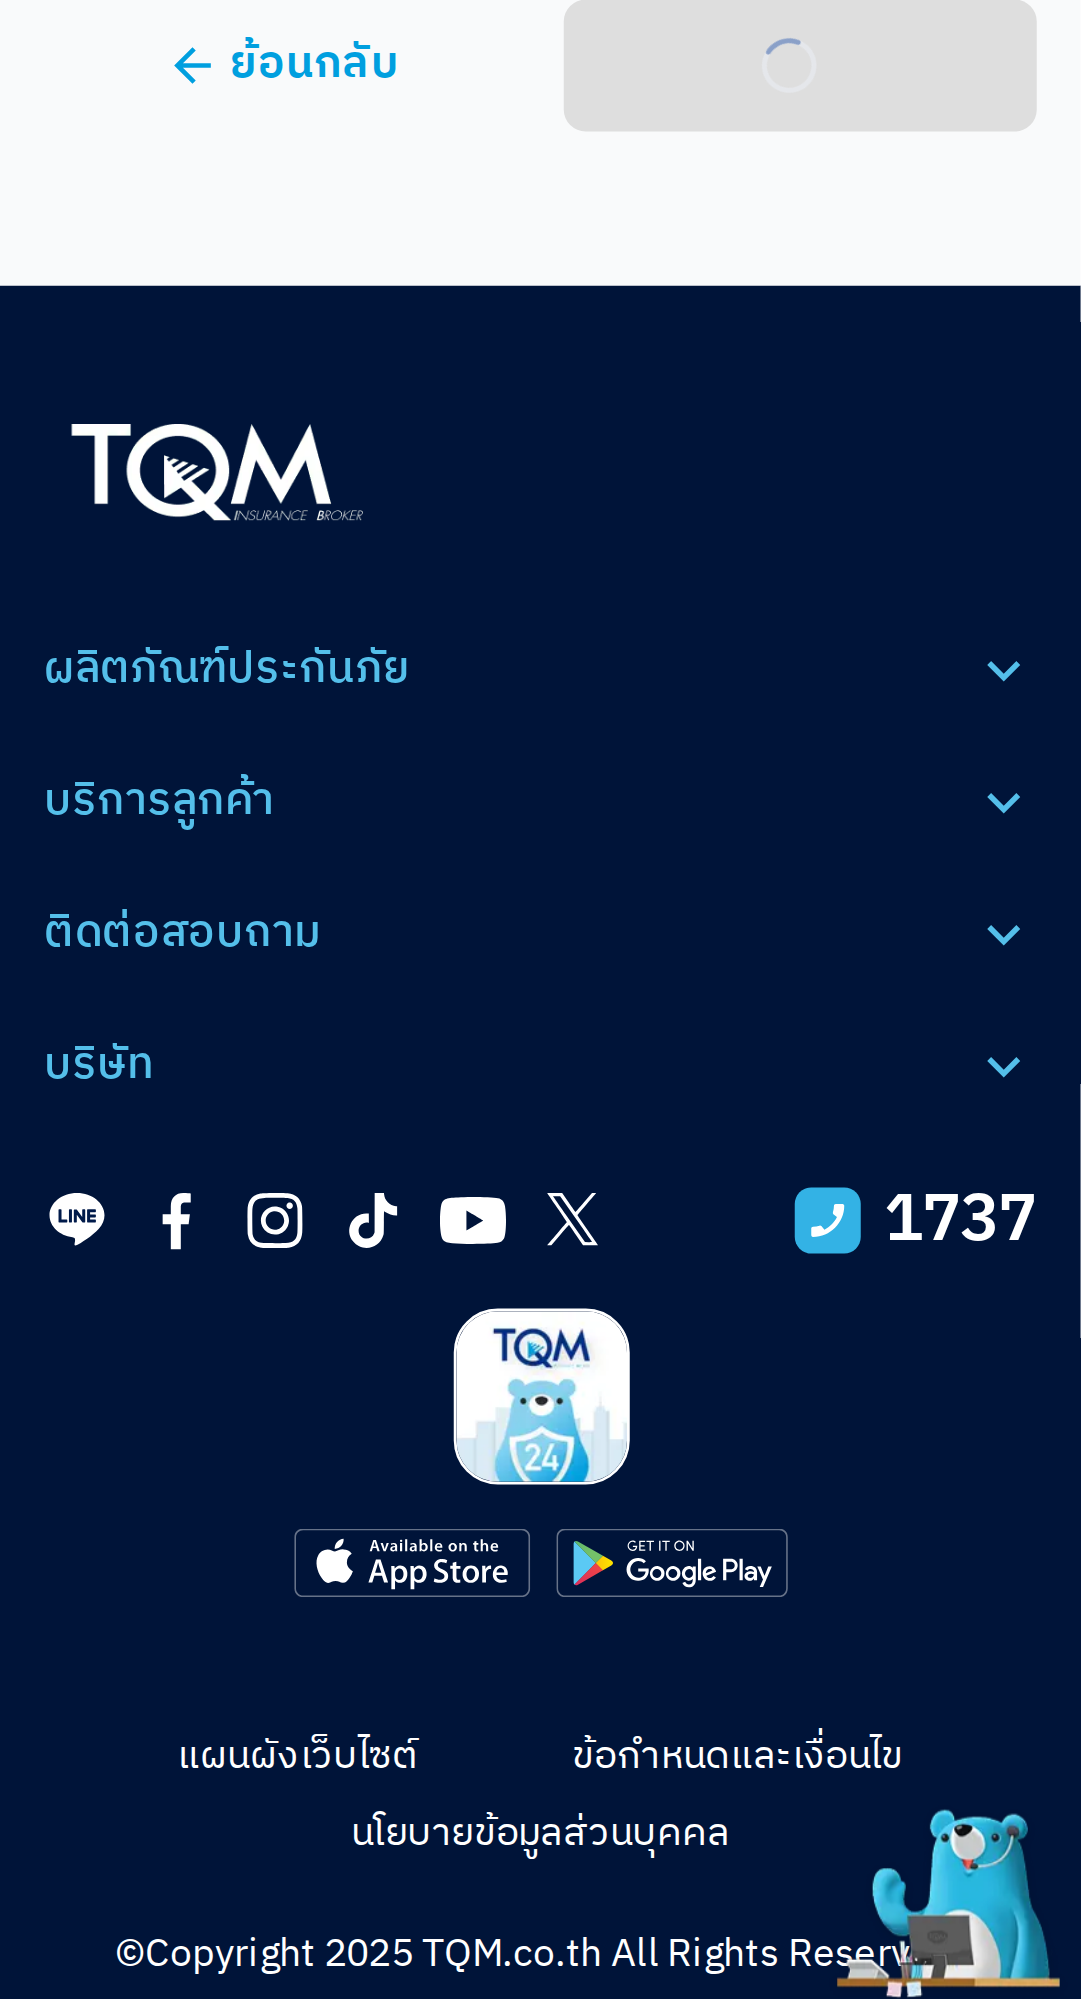 ย้อนกลับ
TQM
INSURANCE BROKER
ผลิตภัณฑ์ประกันภัย
บริการลูกค้า
ติดต่อสอบถาม
บริษัท
LINE
1737
TQM
24
Available on the
App Store
GET IT ON
Google Play
แผนผังเว็บไซต์ ข้อกำหนดและเงื่อนไข
นโยบายข้อมูลส่วนบุคคล
©Copyright 2025 TQM.co.th All Rights Reserv